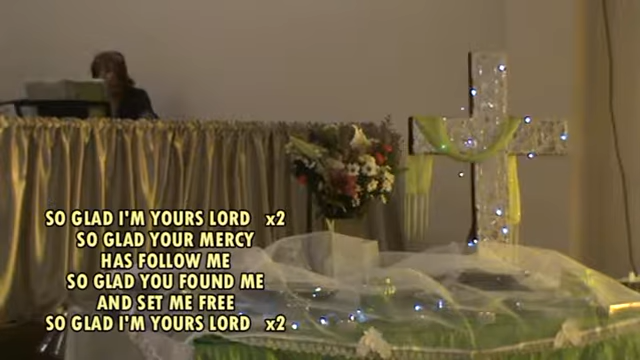 SO GLAD I'M YOURS LORD x2
SO GLAD YOUR MERCY
HAS FOLLOW ME
SO GLAD YOU FOUND ME
AND SET ME FREE
SO GLAD I'M YOURS LORD x2